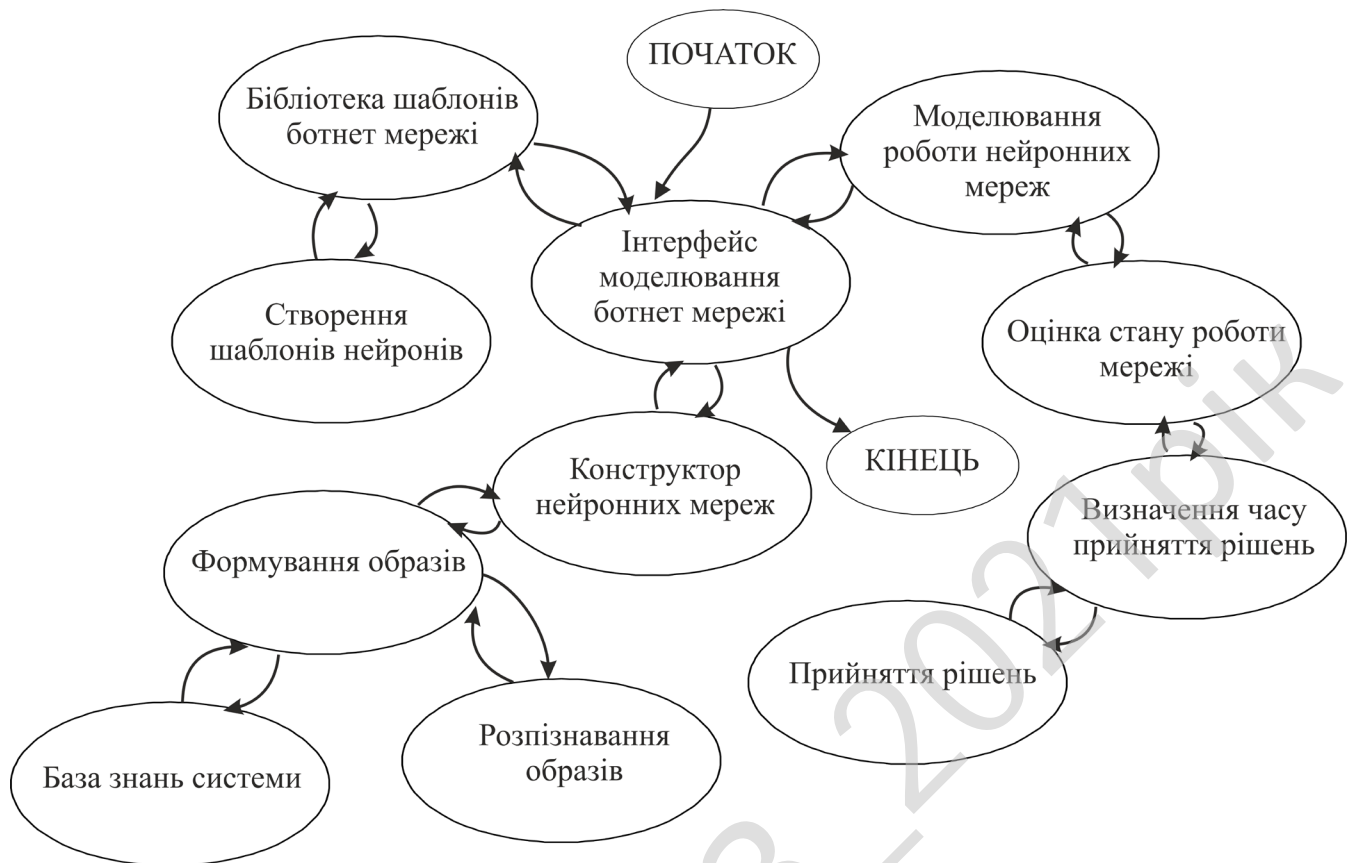 ПОЧАТОК
Бібліотека шаблонів
ботнет мережі
Моделювання
роботи нейронних
мереж
Інтерфейс
моделювання
ботнет мережі
Створення
шаблонів нейронів
Оцінка стану роботи
мережі
КІНЕЦЬ
Конструктор
нейронних мереж
Визначення часу
прийняття рішень
Формування образів
Прийняття рішень
Розпізнавання
образів
База знань системи
_2021рік